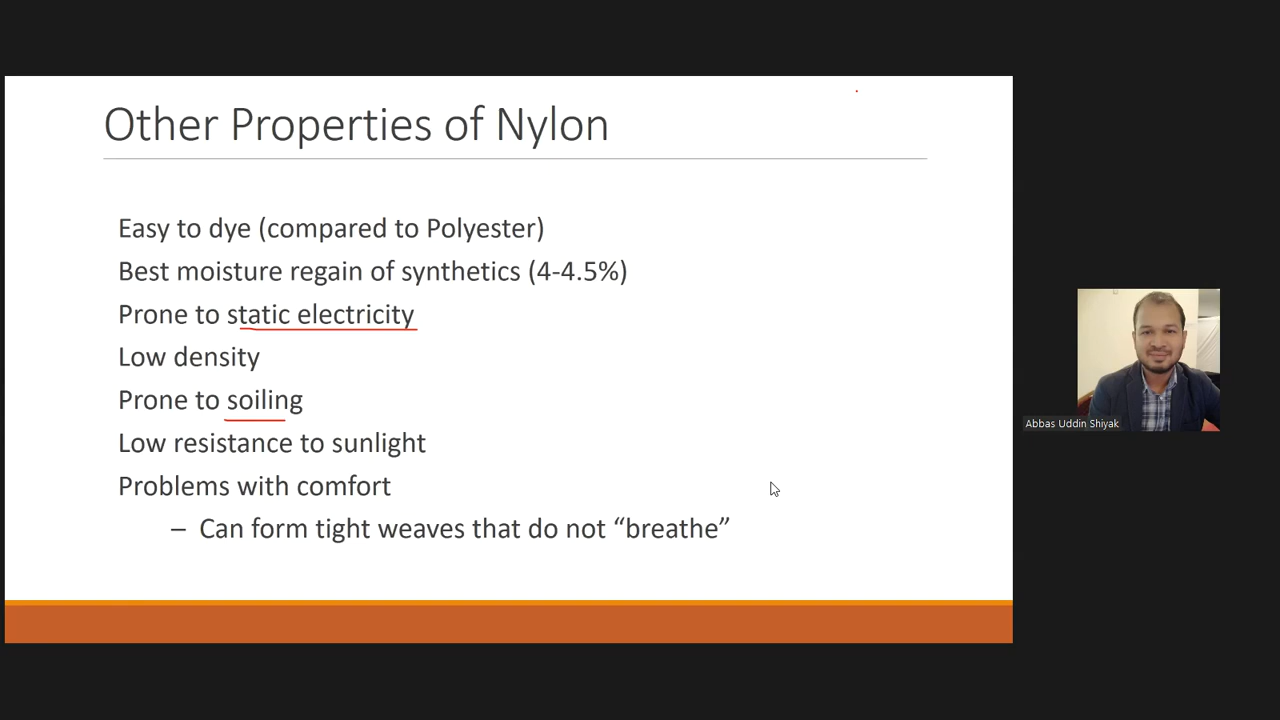 Other Properties of Nylon
Easy to dye (compared to Polyester)
Best moisture regain of synthetics (4-4.5%)
Prone to static electricity
Low density
Prone to soiling
Low resistance to sunlight
Problems with comfort
– Can form tight weaves that do not “breathe”
Abbas Uddin Shiyak